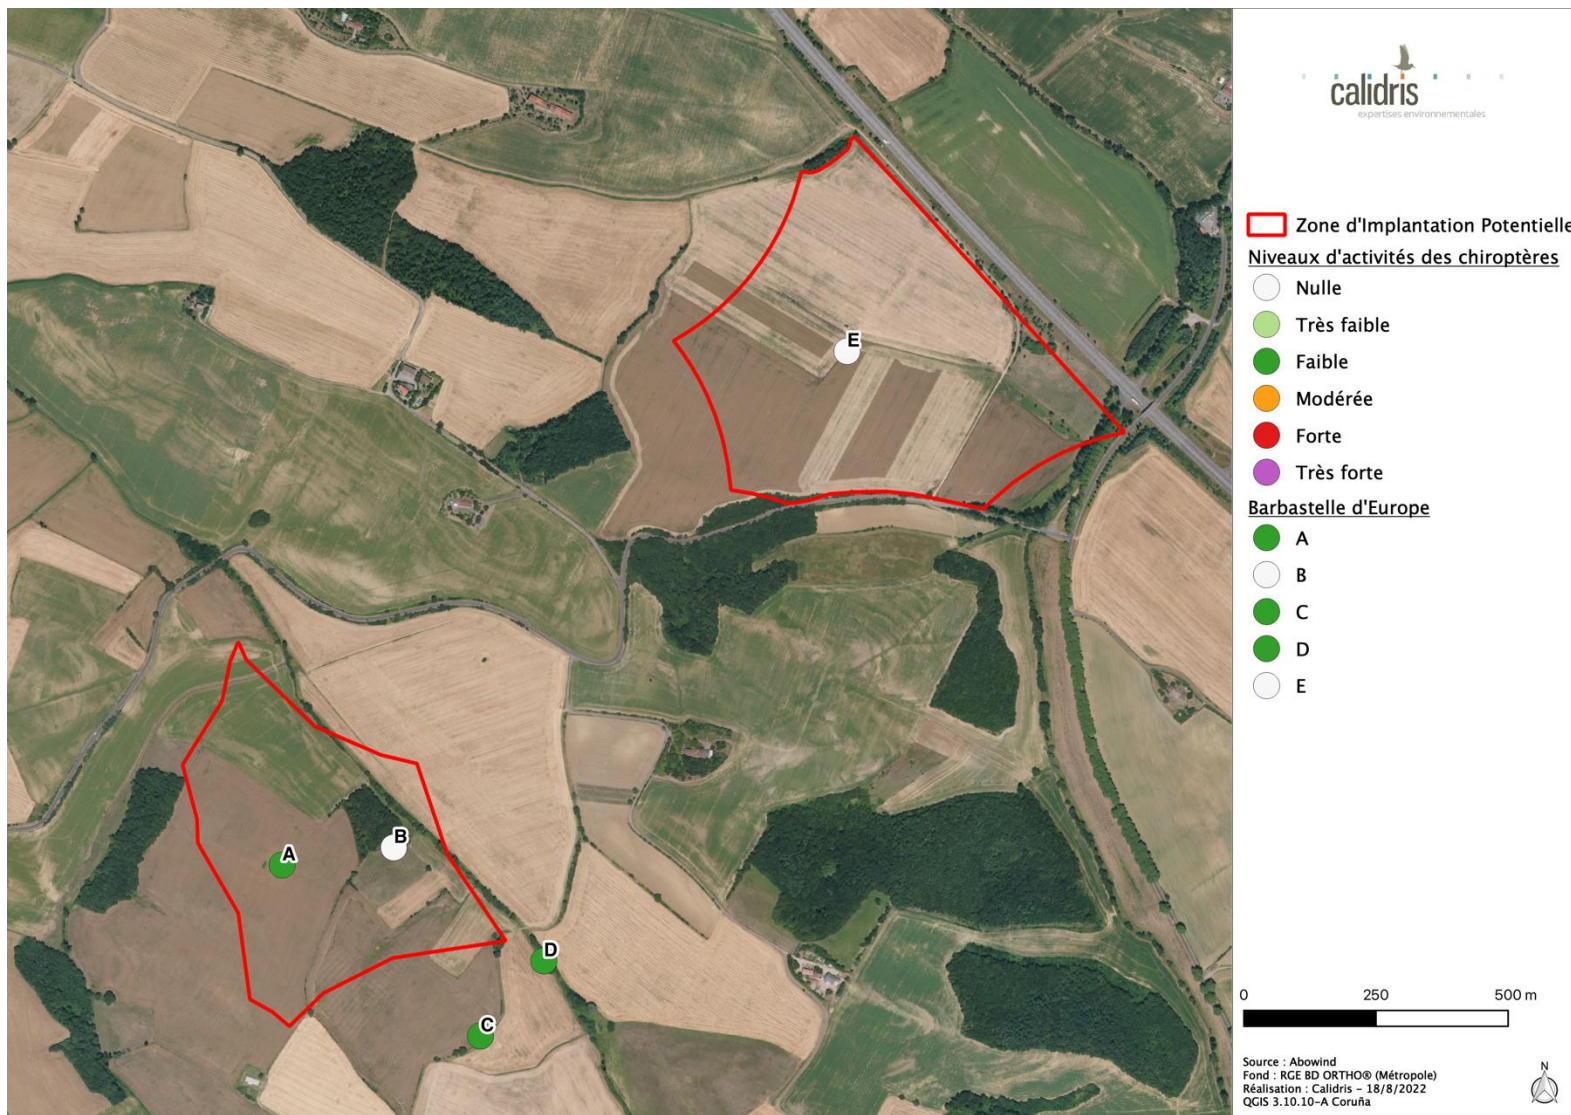 calidris
expertises environnementales
Zone d'Implantation Potentielle
Niveaux d'activités des chiroptères
Nulle
Très faible
Faible
Modérée
Forte
Très forte
Barbastelle d'Europe
A
B
C
D
E
E
B
A
D
C
0 250 500 m
Source : Abowind
Fond : RGE BD ORTHO® (Métropole)
Réalisation : Calidris - 18/8/2022
QGIS 3.10.10-A Coruña
N